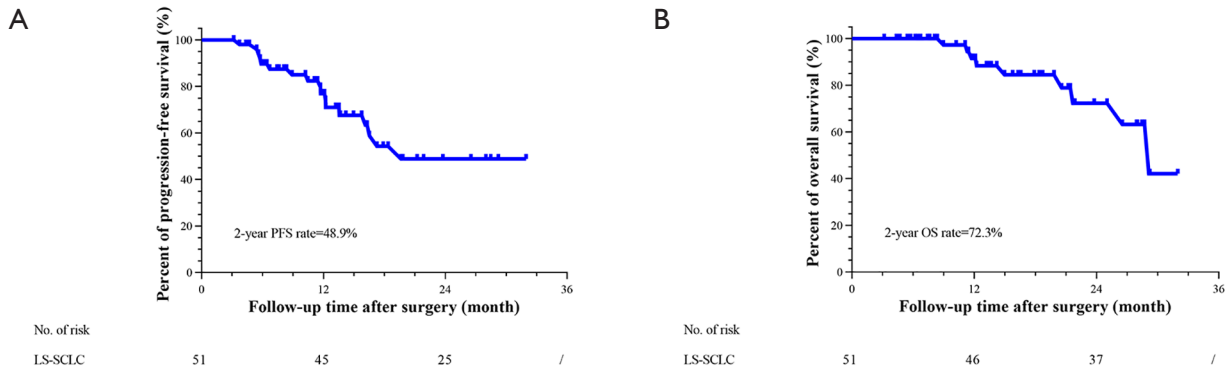 A
Percent of progression-free survival (%)
100
80
60
40
20
0
2-year PFS rate=48.9%
0 12 24 36
Follow-up time after surgery (month)
No. of risk
LS-SCLC 51 45 25 /
B
Percent of overall survival (%)
100
80
60
40
20
0
2-year OS rate=72.3%
0 12 24 36
Follow-up time after surgery (month)
No. of risk
LS-SCLC 51 46 37 /